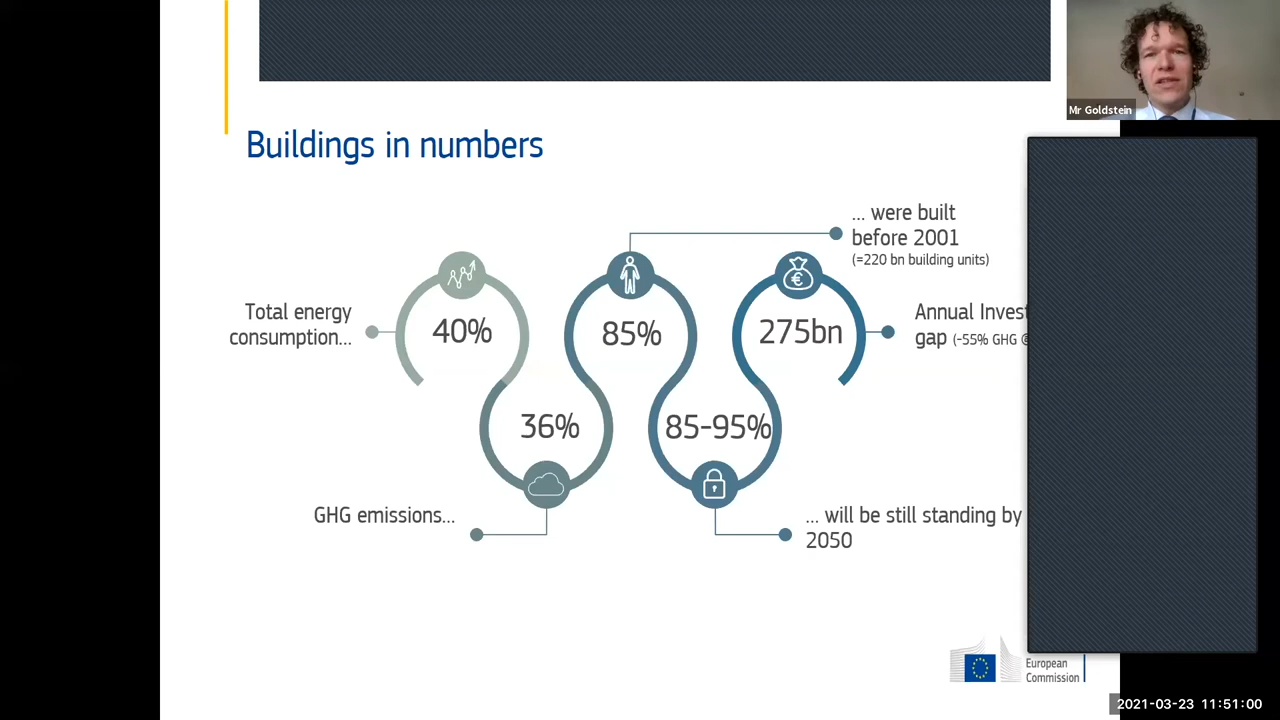 Mr Goldstein
Buildings in numbers
... were built
before 2001
(=220 bn building units)
Total energy
consumption...
40%
85%
275bn
Annual
gap (-55% GHG
36%
85-95%
GHG emissions...
... will be still standing by
2050
European
Commission
2021-03-23 11:51:00